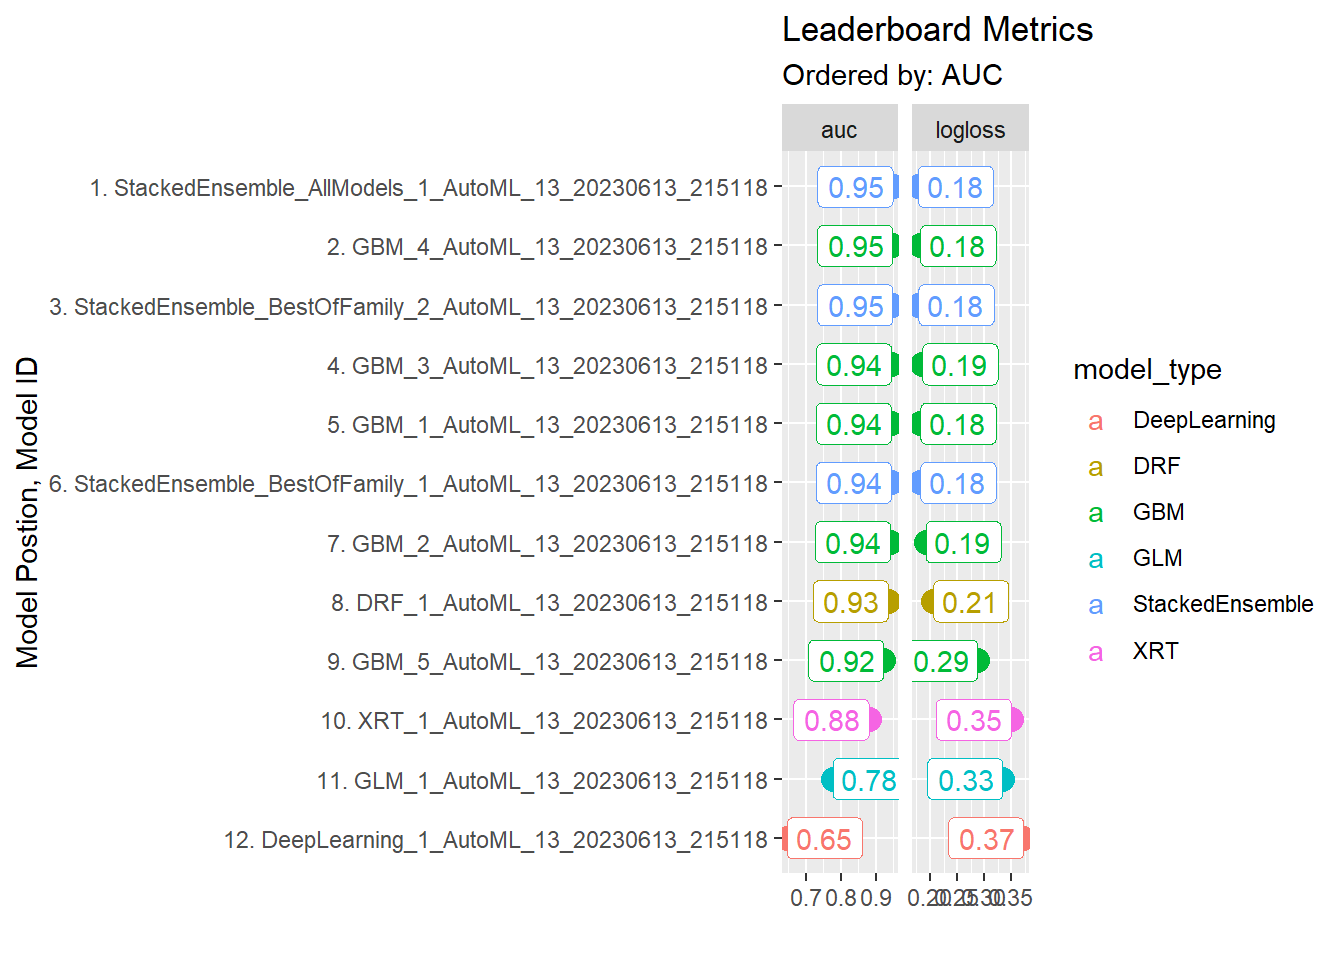 Leaderboard Metrics
Ordered by: AUC
auc logloss
1. StackedEnsemble_AllModels_1_AutoML_13_20230613_215118 0.95 0.18
2. GBM_4_AutoML_13_20230613_215118 0.95 0.18
3. StackedEnsemble_BestOfFamily_2_AutoML_13_20230613_215118 0.95 0.18
4. GBM_3_AutoML_13_20230613_215118 0.94 0.19
5. GBM_1_AutoML_13_20230613_215118 0.94 0.18
6. StackedEnsemble_BestOfFamily_1_AutoML_13_20230613_215118 0.94 0.18
7. GBM_2_AutoML_13_20230613_215118 0.94 0.19
8. DRF_1_AutoML_13_20230613_215118 0.93 0.21
9. GBM_5_AutoML_13_20230613_215118 0.92 0.29
10. XRT_1_AutoML_13_20230613_215118 0.88 0.35
11. GLM_1_AutoML_13_20230613_215118 0.78 0.33
12. DeepLearning_1_AutoML_13_20230613_215118 0.65 0.37
0.7 0.8 0.9 0.20 0.25 0.30 0.35
Model Postion, Model ID
model_type
a DeepLearning
a DRF
a GBM
a GLM
a StackedEnsemble
a XRT